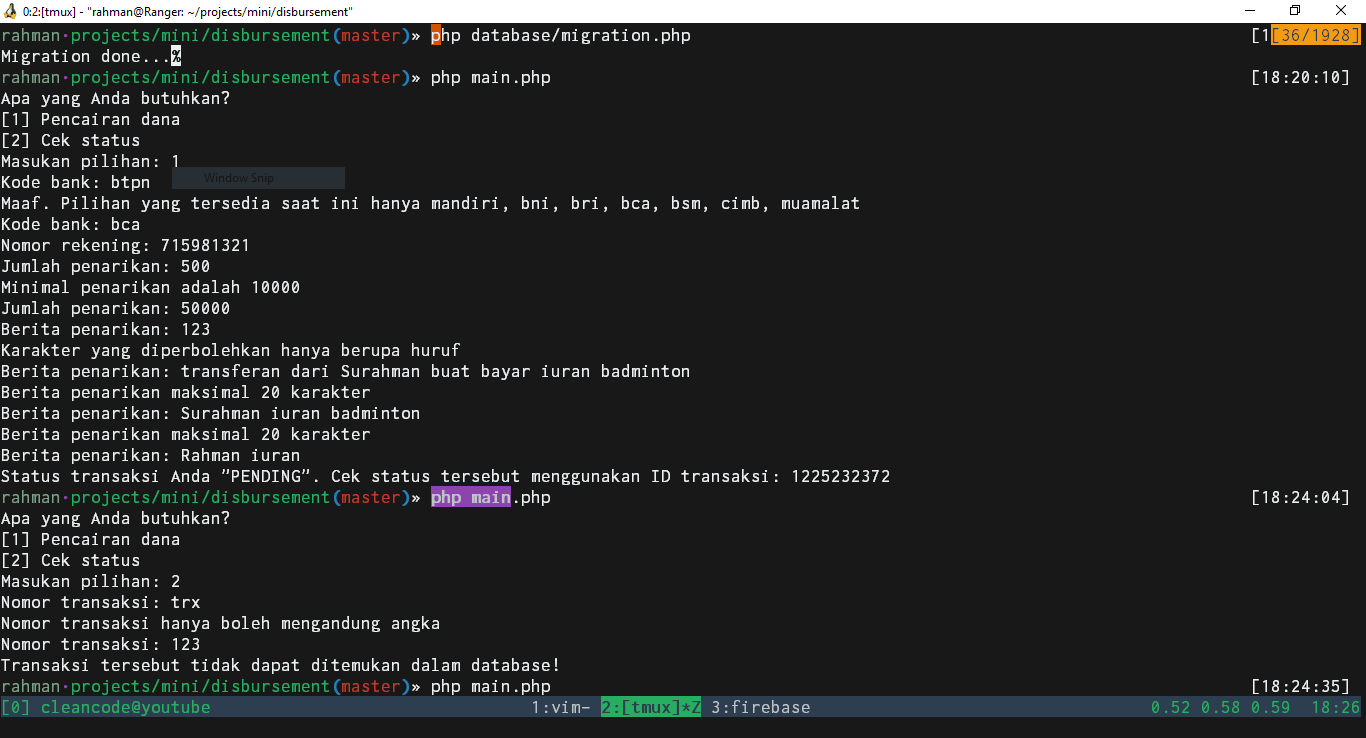 0:2:[tmux] - "rahman@Ranger: ~/projects/mini/disbursement"
rahman·projects/mini/disbursement(master)» php database/migration.php [1[36/1928]
Migration done...%
rahman·projects/mini/disbursement(master)» php main.php [18:20:10]
Apa yang Anda butuhkan?
[1] Pencairan dana
[2] Cek status
Masukan pilihan: 1
Window Snip
Kode bank: btpn
Maaf. Pilihan yang tersedia saat ini hanya mandiri, bni, bri, bca, bsm, cimb, muamalat
Kode bank: bca
Nomor rekening: 715981321
Jumlah penarikan: 500
Minimal penarikan adalah 10000
Jumlah penarikan: 50000
Berita penarikan: 123
Karakter yang diperbolehkan hanya berupa huruf
Berita penarikan: transferan dari Surahman buat bayar iuran badminton
Berita penarikan maksimal 20 karakter
Berita penarikan: Surahman iuran badminton
Berita penarikan maksimal 20 karakter
Berita penarikan: Rahman iuran
Status transaksi Anda ”PENDING”. Cek status tersebut menggunakan ID transaksi: 1225232372
rahman·projects/mini/disbursement(master)» php main.php [18:24:04]
Apa yang Anda butuhkan?
[1] Pencairan dana
[2] Cek status
Masukan pilihan: 2
Nomor transaksi: trx
Nomor transaksi hanya boleh mengandung angka
Nomor transaksi: 123
Transaksi tersebut tidak dapat ditemukan dalam database!
rahman·projects/mini/disbursement(master)» php main.php [18:24:35]
[0] cleancode@youtube 1:vim- 2:[tmux]*Z 3:firebase 0.52 0.58 0.59 18:26